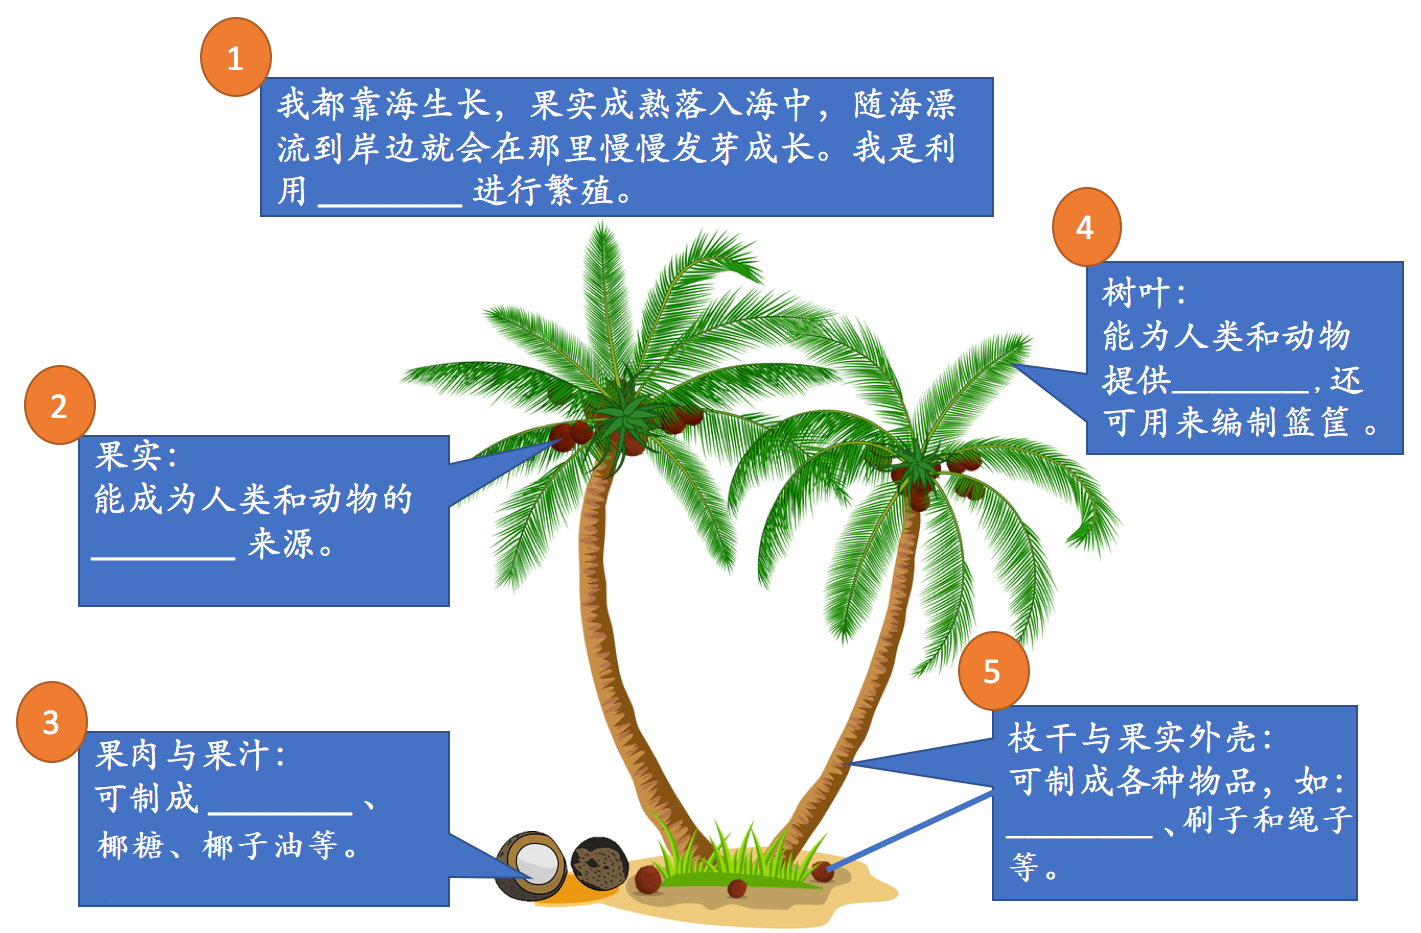 1
我都靠海生长，果实成熟落入海中，随海漂
流到岸边就会在那里慢慢发芽成长。我是利
用 ________ 进行繁殖。
2
果实：
能成为人类和动物的
________ 来源。
3
果肉与果汁：
可制成 ________ 、
椰糖、椰子油等。
4
树叶：
能为人类和动物
提供________，还
可用来编制篮筐 。
5
枝干与果实外壳：
可制成各种物品，如：
________ 、刷子和绳子
等。